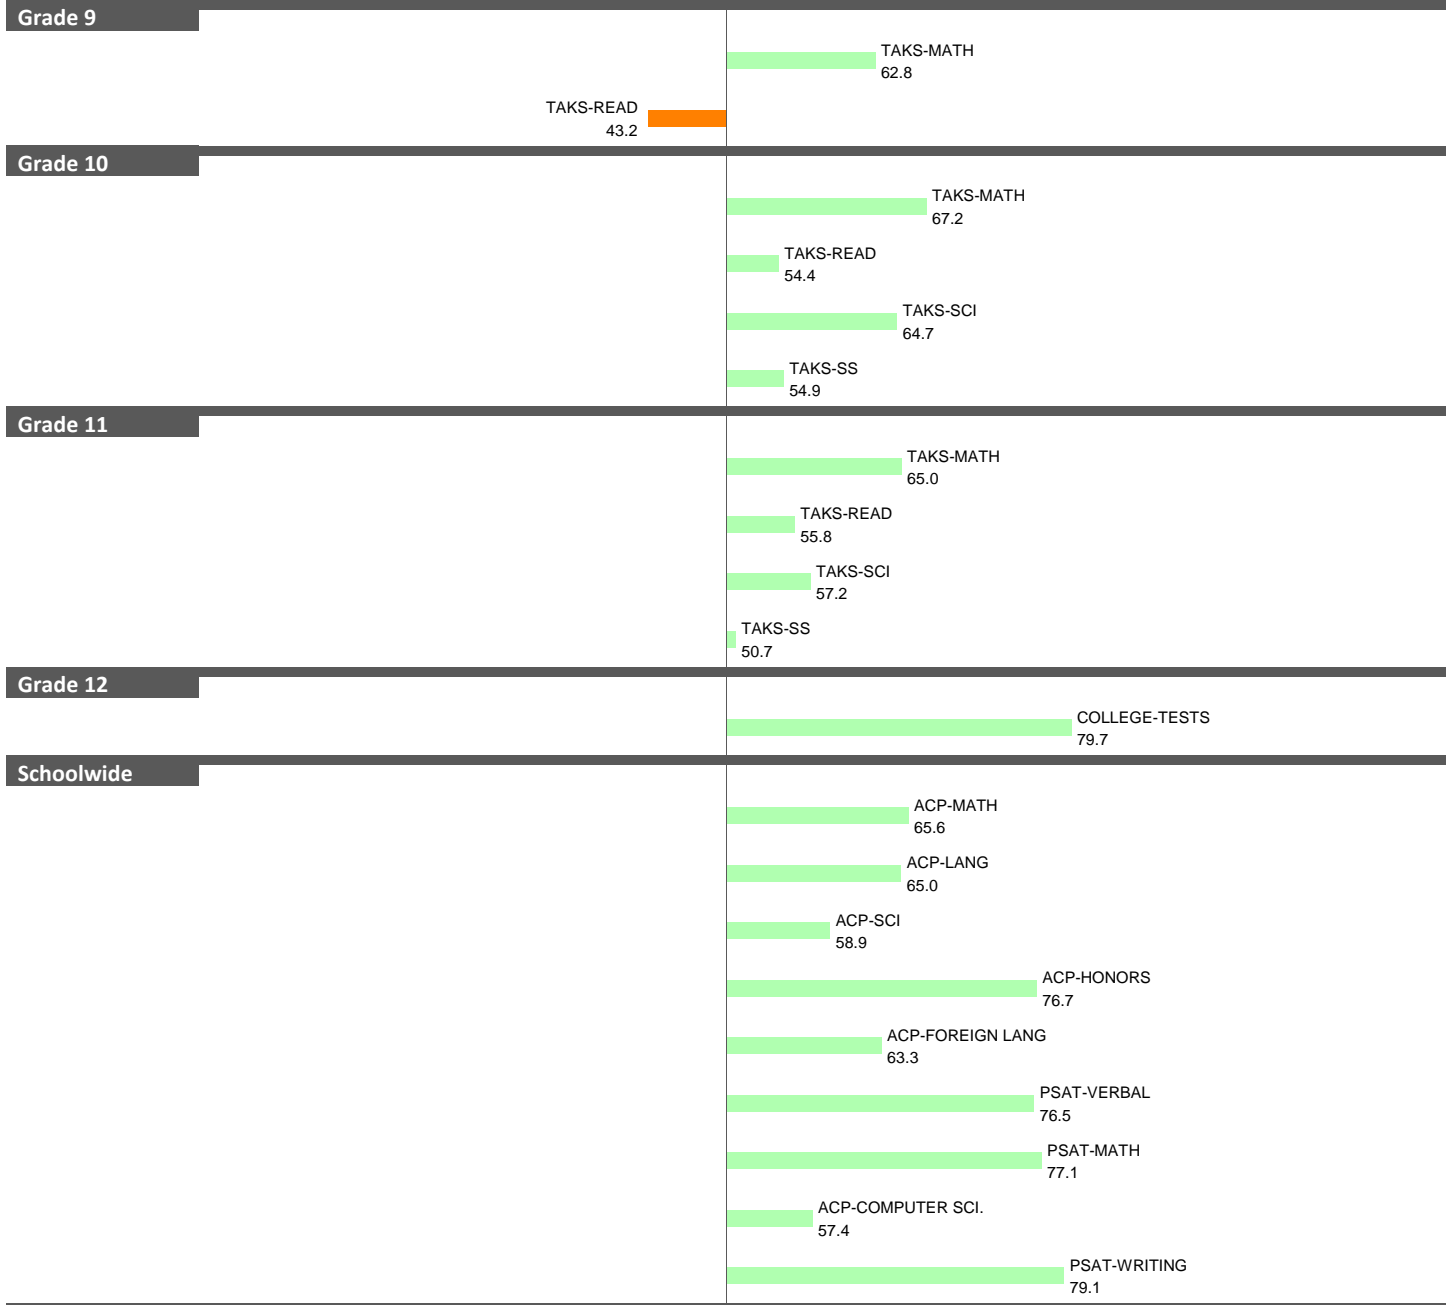 Grade 9
TAKS-MATH
62.8
TAKS-READ
43.2
Grade 10
TAKS-MATH
67.2
TAKS-READ
54.4
TAKS-SCI
64.7
TAKS-SS
54.9
Grade 11
TAKS-MATH
65.0
TAKS-READ
55.8
TAKS-SCI
57.2
TAKS-SS
50.7
Grade 12
COLLEGE-TESTS
79.7
Schoolwide
ACP-MATH
65.6
ACP-LANG
65.0
ACP-SCI
58.9
ACP-HONORS
76.7
ACP-FOREIGN LANG
63.3
PSAT-VERBAL
76.5
PSAT-MATH
77.1
ACP-COMPUTER SCI.
57.4
PSAT-WRITING
79.1